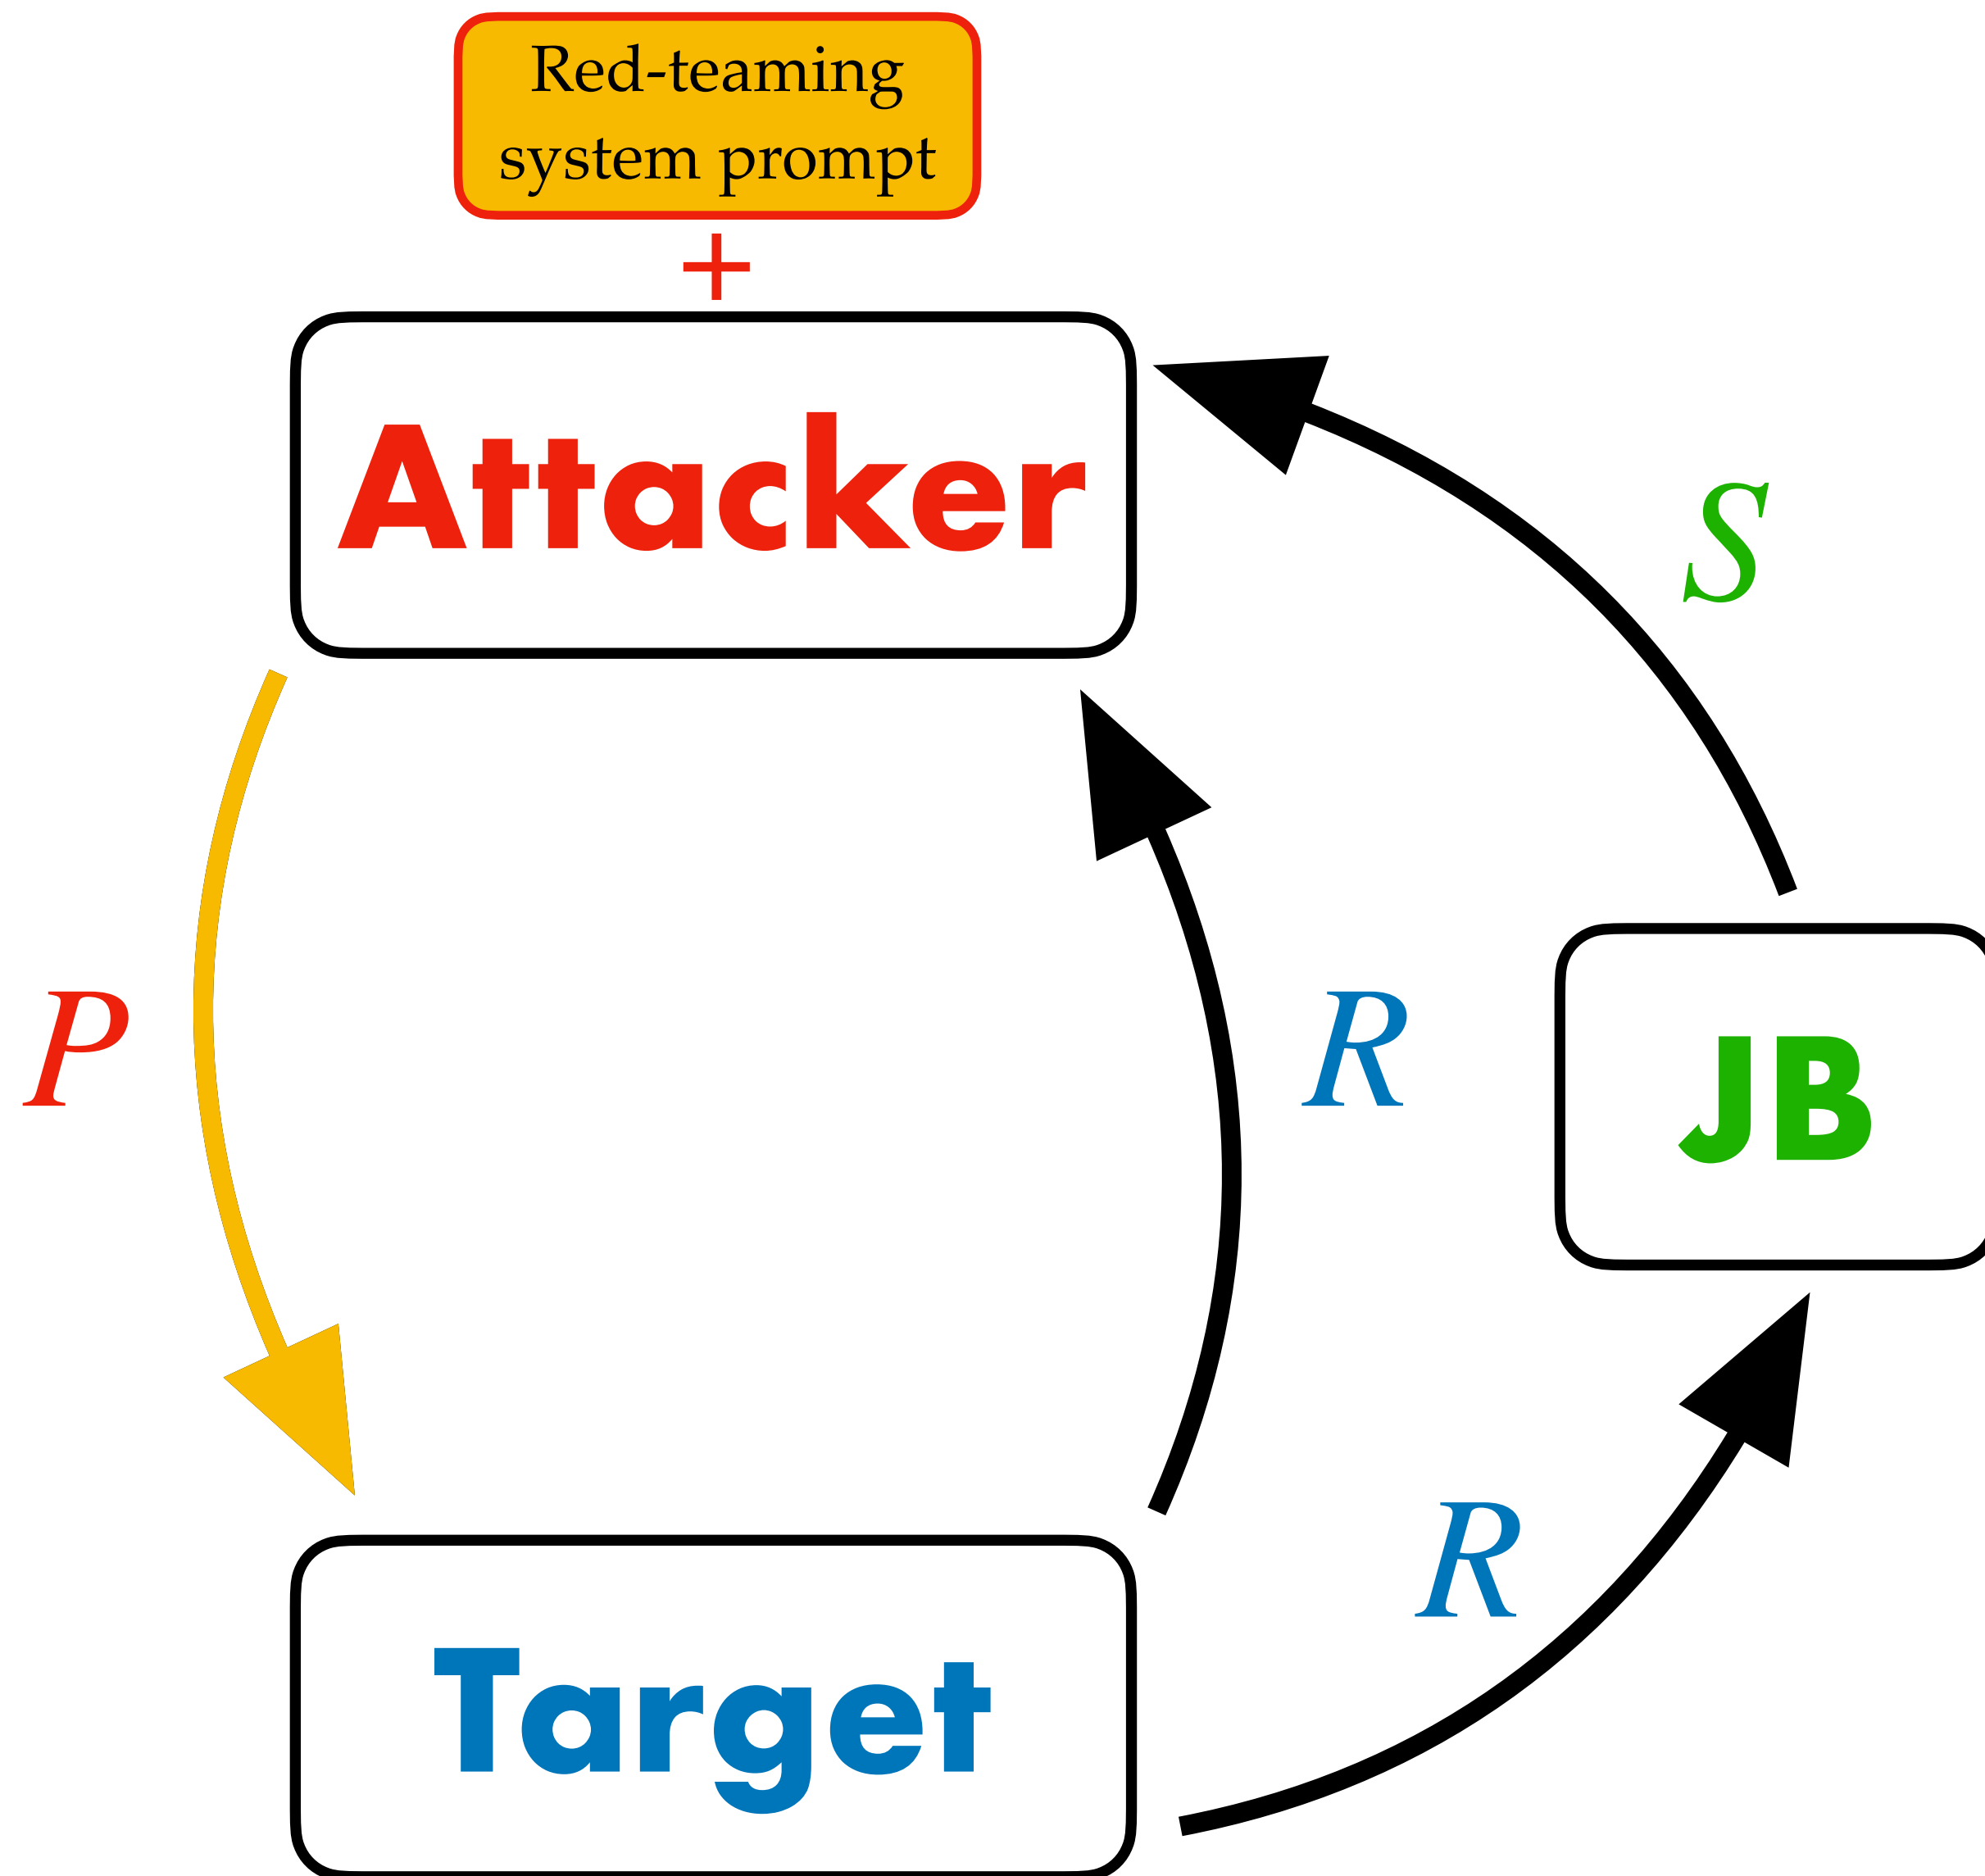 Red-teaming
system prompt
+
Attacker
S
P
R
JB
R
Target